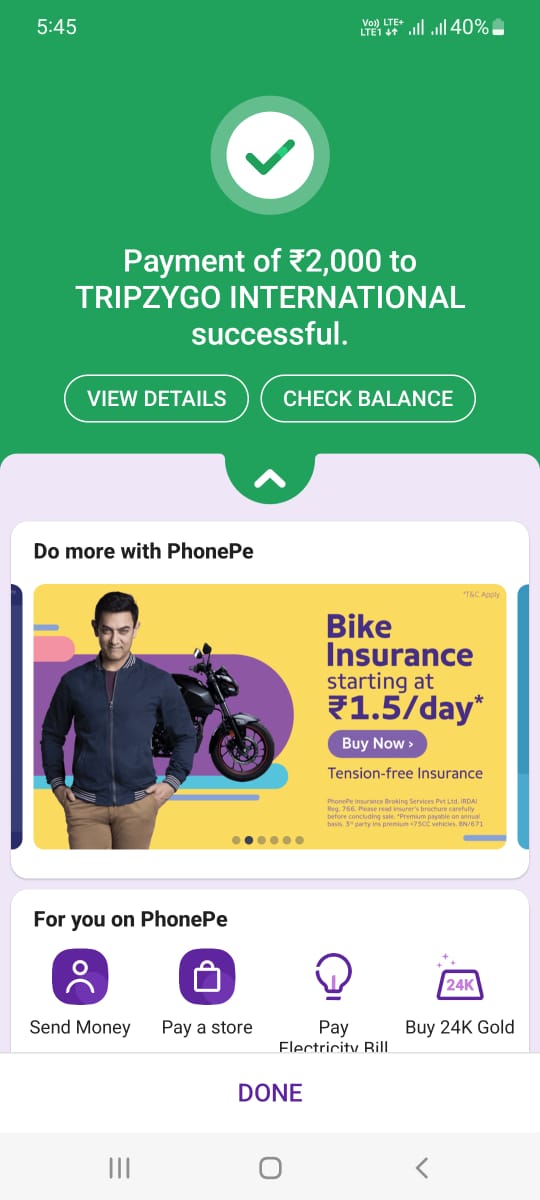 5:45
Vo)) LTE+
LTE1 40%
Payment of ₹2,000 to
TRIPZYGO INTERNATIONAL
successful.
VIEW DETAILS
CHECK BALANCE
Do more with PhonePe
*T&C Apply
Bike
Insurance
starting at
₹1.5/day*
Buy Now ›
Tension-free Insurance
PhonePe Insurance Broking Services Pvt Ltd, IRDAI
Reg. 766. Please read insurer's brochure carefully
before concluding sale. *Premium payable on annual
basis. 3rd party ins premium <75CC vehicles. BN/671
For you on PhonePe
Send Money
Pay a store
Pay
Electricity Bill
Buy 24K Gold
24K
DONE